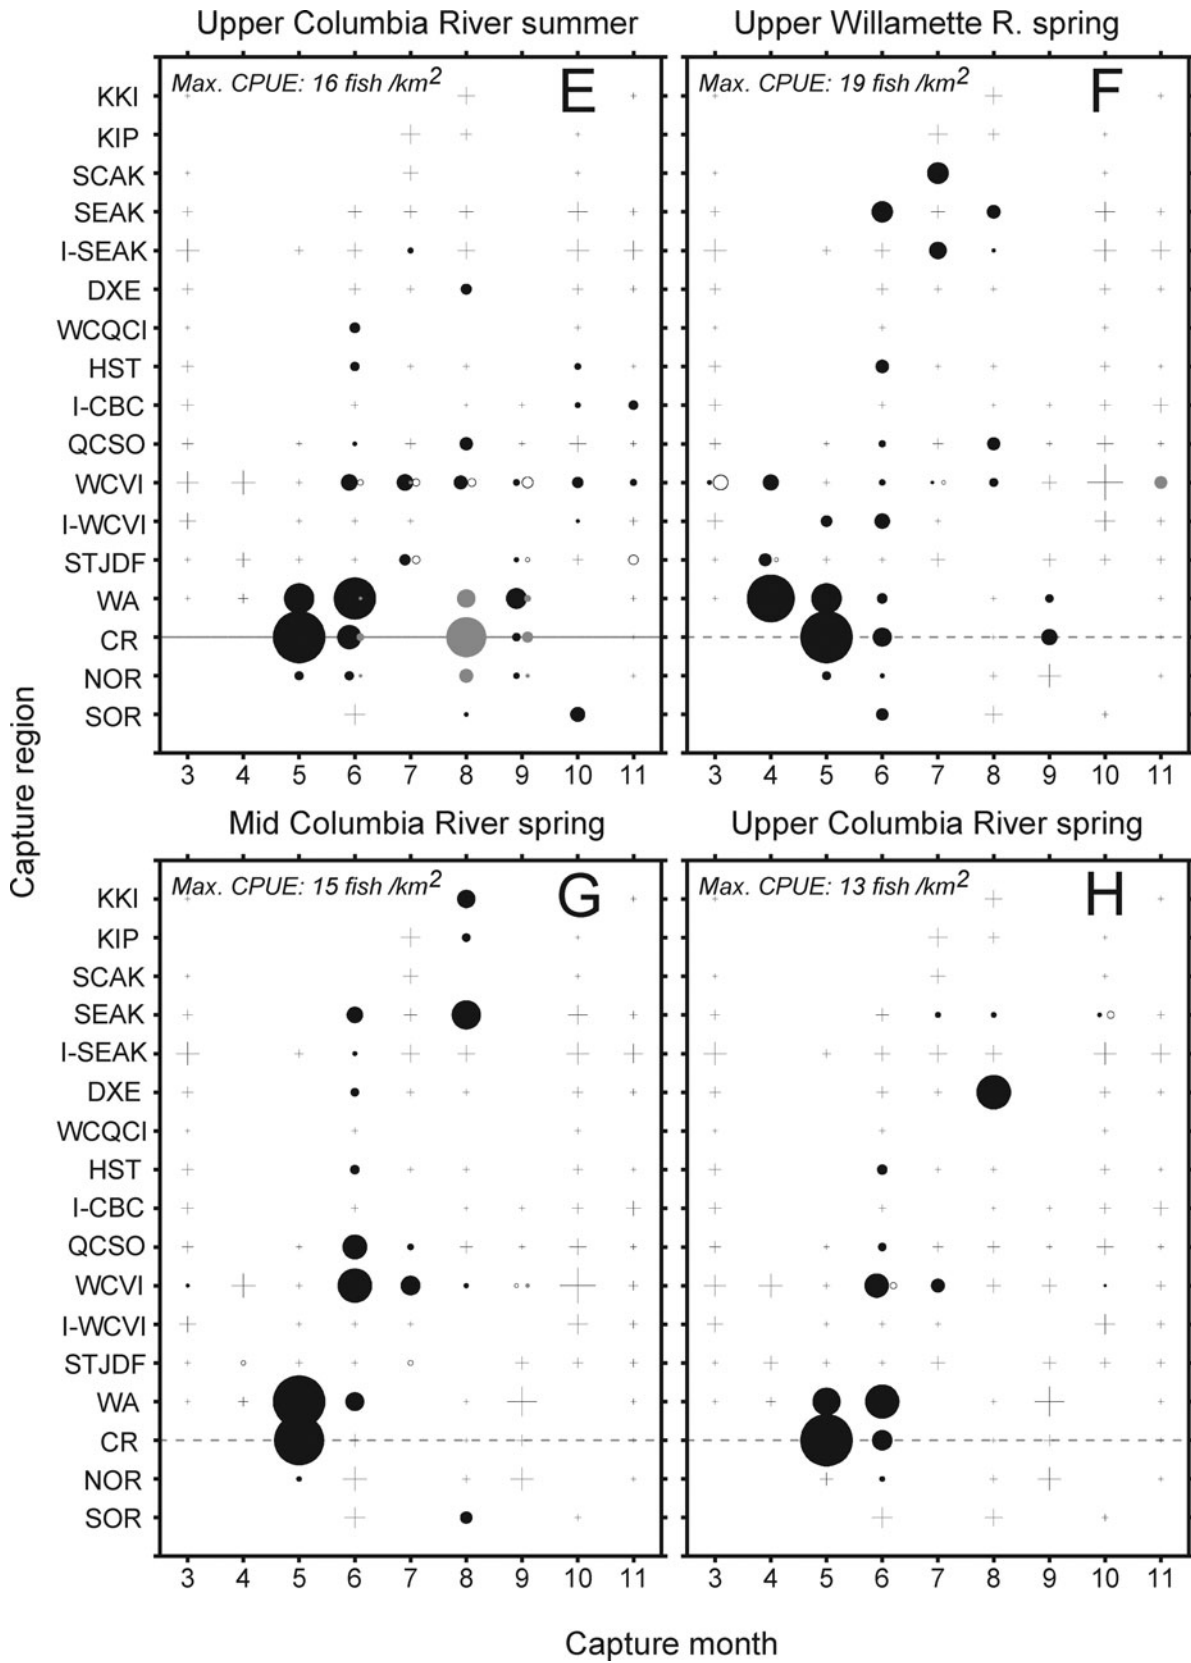 Upper Columbia River summer
Upper Willamette R. spring
Max. CPUE: 16 fish /km2
E
Max. CPUE: 19 fish /km2
F
KKI
KIP
SCAK
SEAK
I-SEAK
DXE
WCQCI
HST
I-CBC
QCSO
WCVI
I-WCVI
STJDF
WA
CR
NOR
SOR
3 4 5 6 7 8 9 10 11
3 4 5 6 7 8 9 10 11
Capture region
Mid Columbia River spring
Upper Columbia River spring
Max. CPUE: 15 fish /km2
G
Max. CPUE: 13 fish /km2
H
KKI
KIP
SCAK
SEAK
I-SEAK
DXE
WCQCI
HST
I-CBC
QCSO
WCVI
I-WCVI
STJDF
WA
CR
NOR
SOR
3 4 5 6 7 8 9 10 11
3 4 5 6 7 8 9 10 11
Capture month